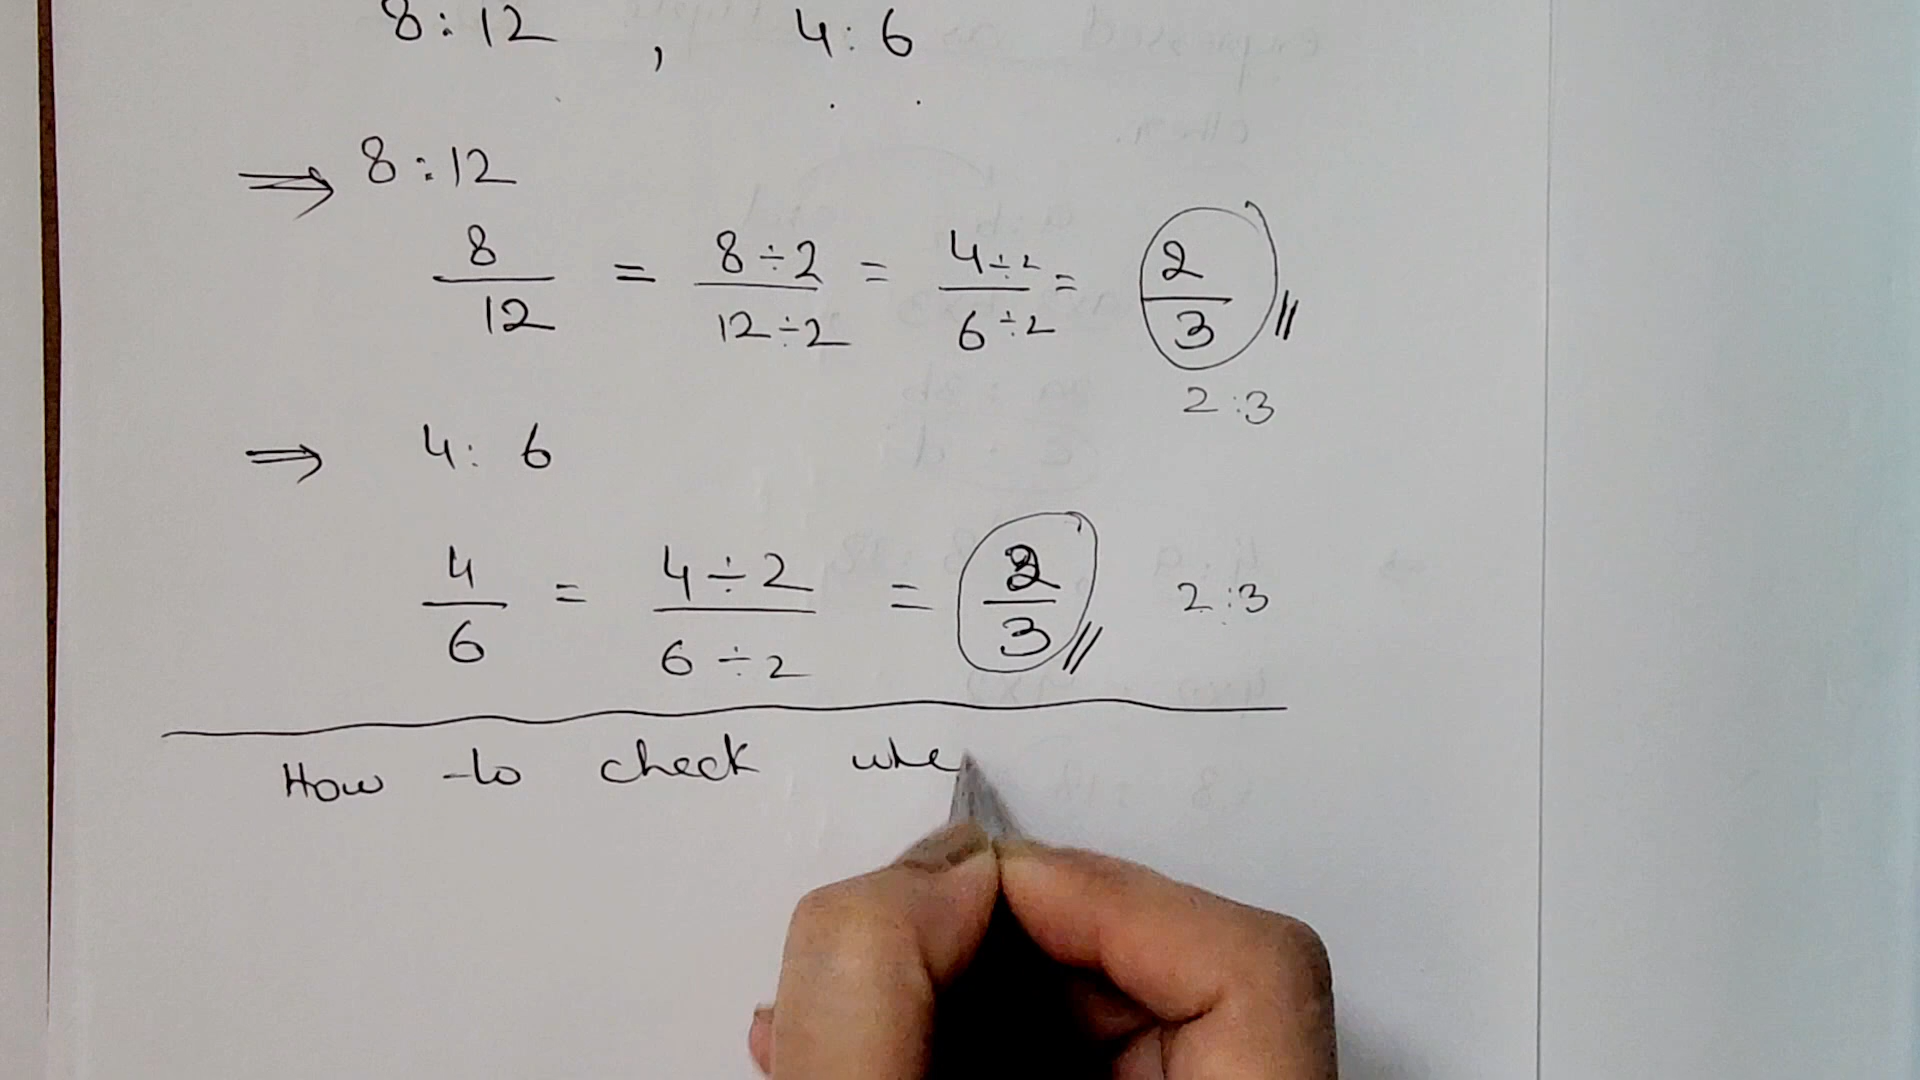 8:12 , 4:6
⇒ 8:12
8/12 = 8÷2/12÷2 = 4÷2/6÷2 = 2/3 //
2:3
⇒ 4:6
4/6 = 4÷2/6÷2 = 2/3 // 2:3
How to check whe